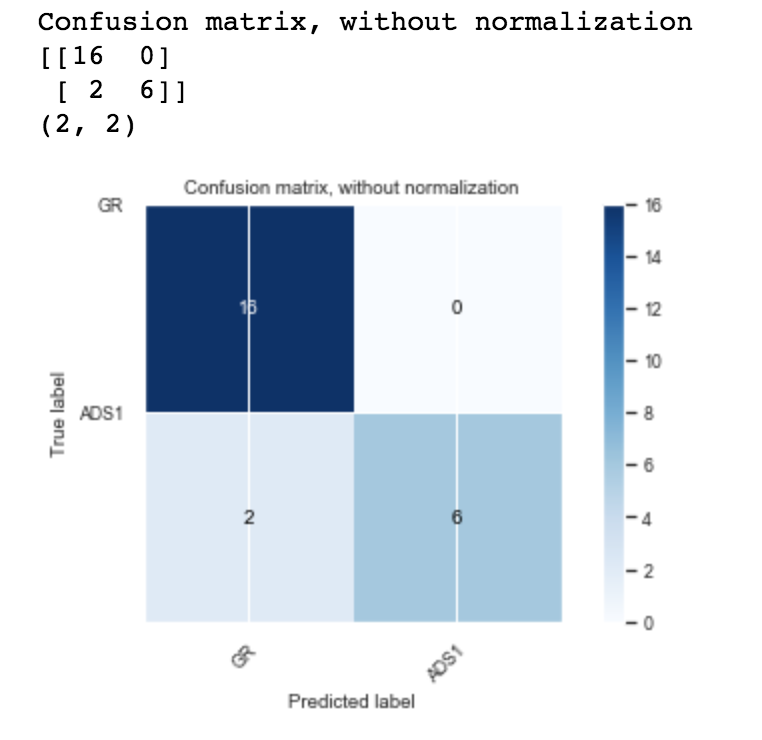 Confusion matrix, without normalization
[[16  0]
 [ 2  6]]
(2, 2)
Confusion matrix, without normalization
GR
16
0
ADS1
2
6
True label
GR
ADS1
Predicted label
16
14
12
10
8
6
4
2
0